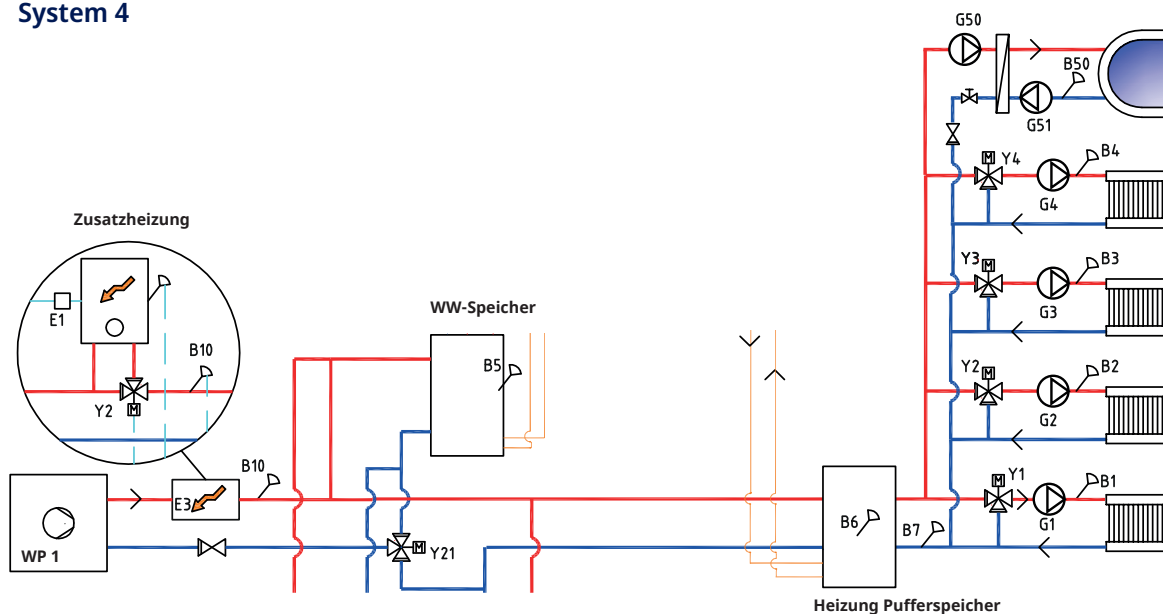 System 4
G50
B50
G51
Y4
B4
G4
Zusatzheizung
Y3
M
B3
G3
E1
WW-Speicher
B10
B5
Y2
M
B2
Y2
M
G2
B10
E3
Y1
M
B1
B6
B7
G1
WP 1
M
Y21
M
Heizung Pufferspeicher